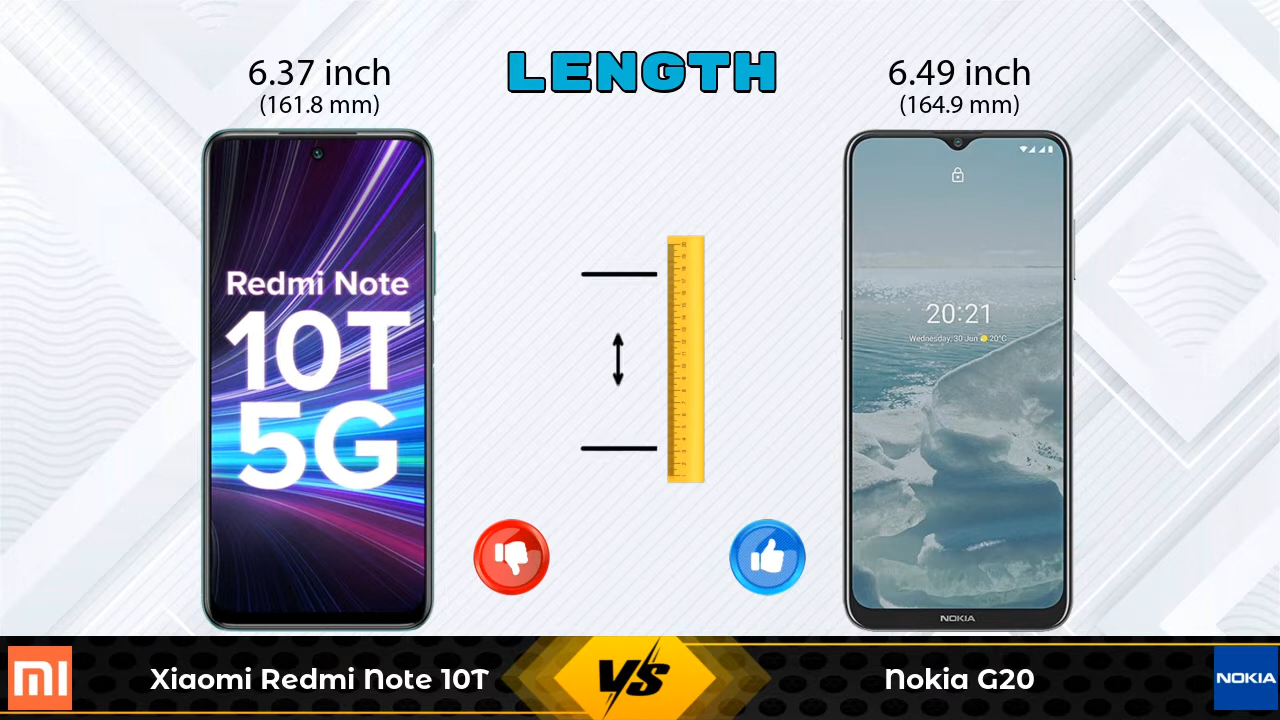 LENGTH
6.37 inch
(161.8 mm)
6.49 inch
(164.9 mm)
Redmi Note
10T
5G
20:21
Wednesday, 30 Jun 20°C
NOKIA
MI
Xiaomi Redmi Note 10T
VS
Nokia G20
NOKIA